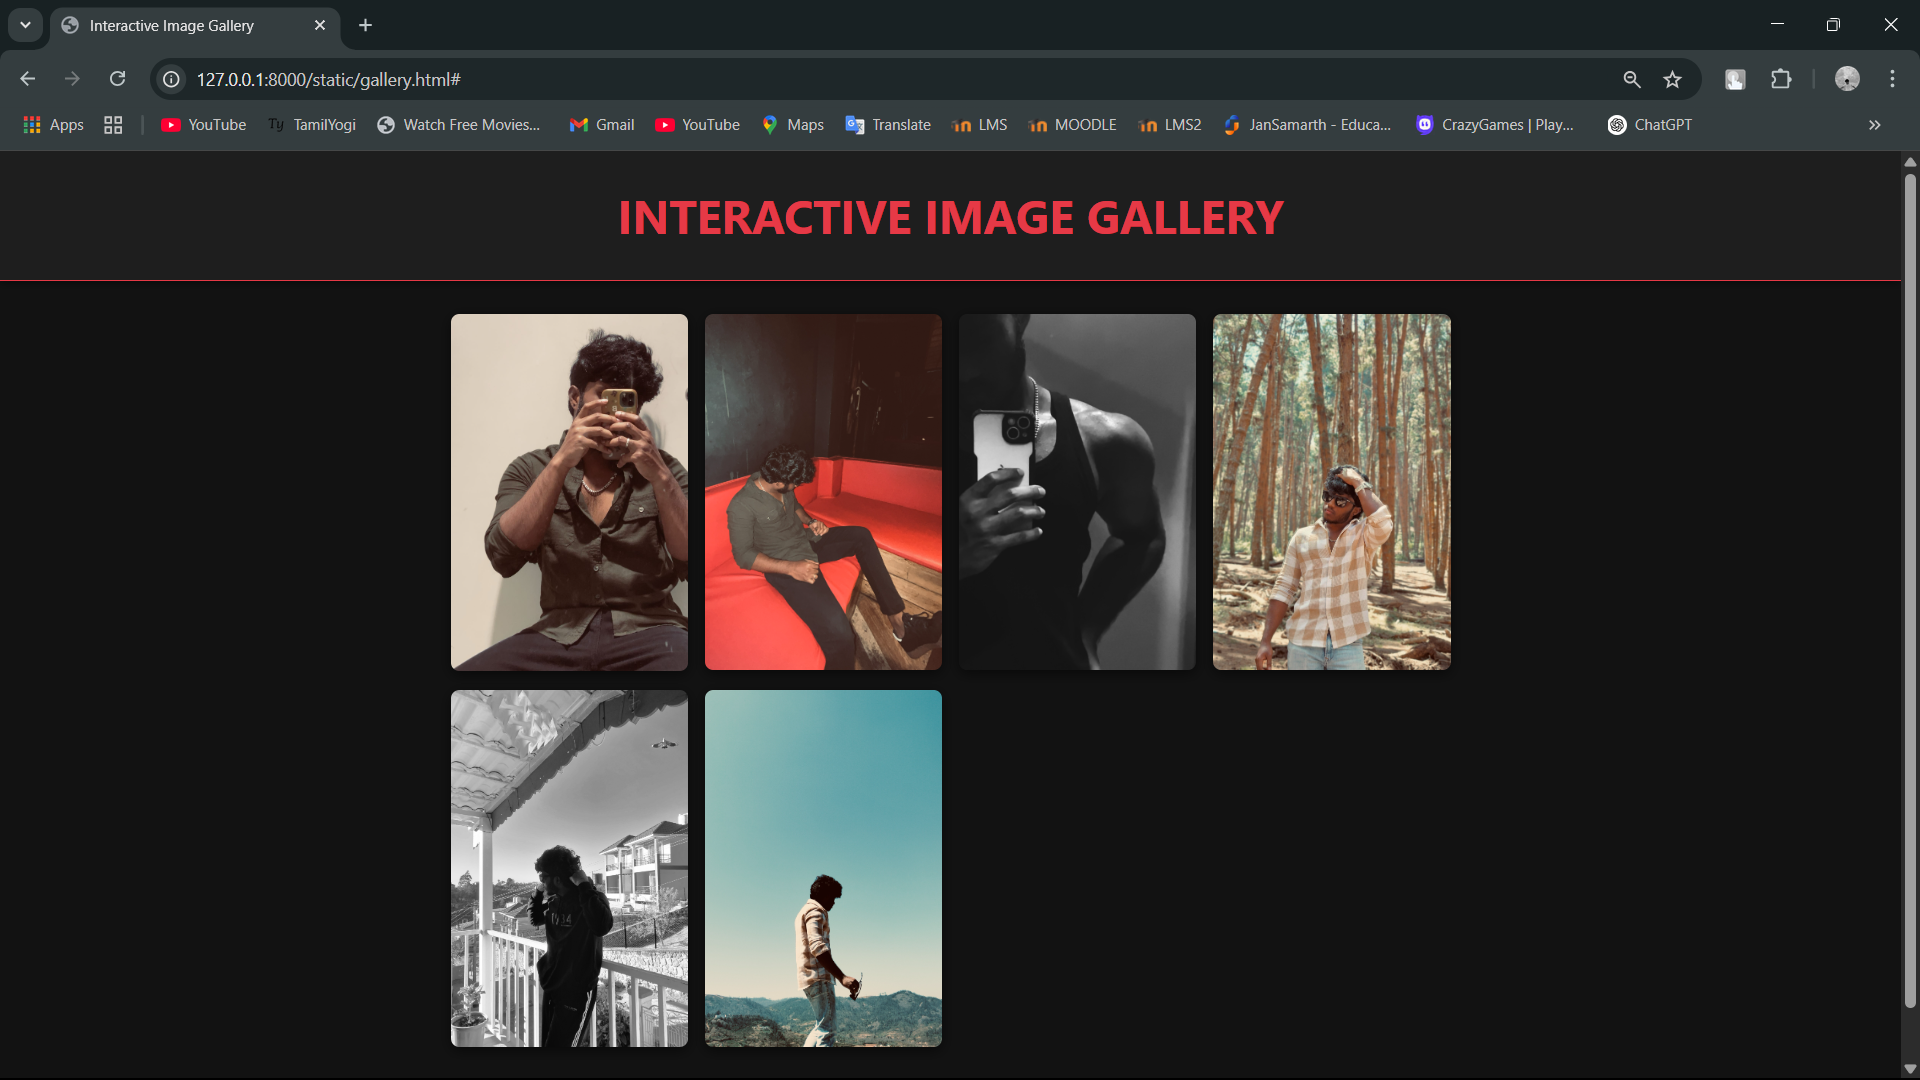 Interactive Image Gallery
127.0.0.1:8000/static/gallery.html#
Apps YouTube Ty TamilYogi Watch Free Movies... Gmail YouTube Maps Translate LMS MOODLE LMS2 JanSamarth - Educa... CrazyGames | Play... ChatGPT
INTERACTIVE IMAGE GALLERY